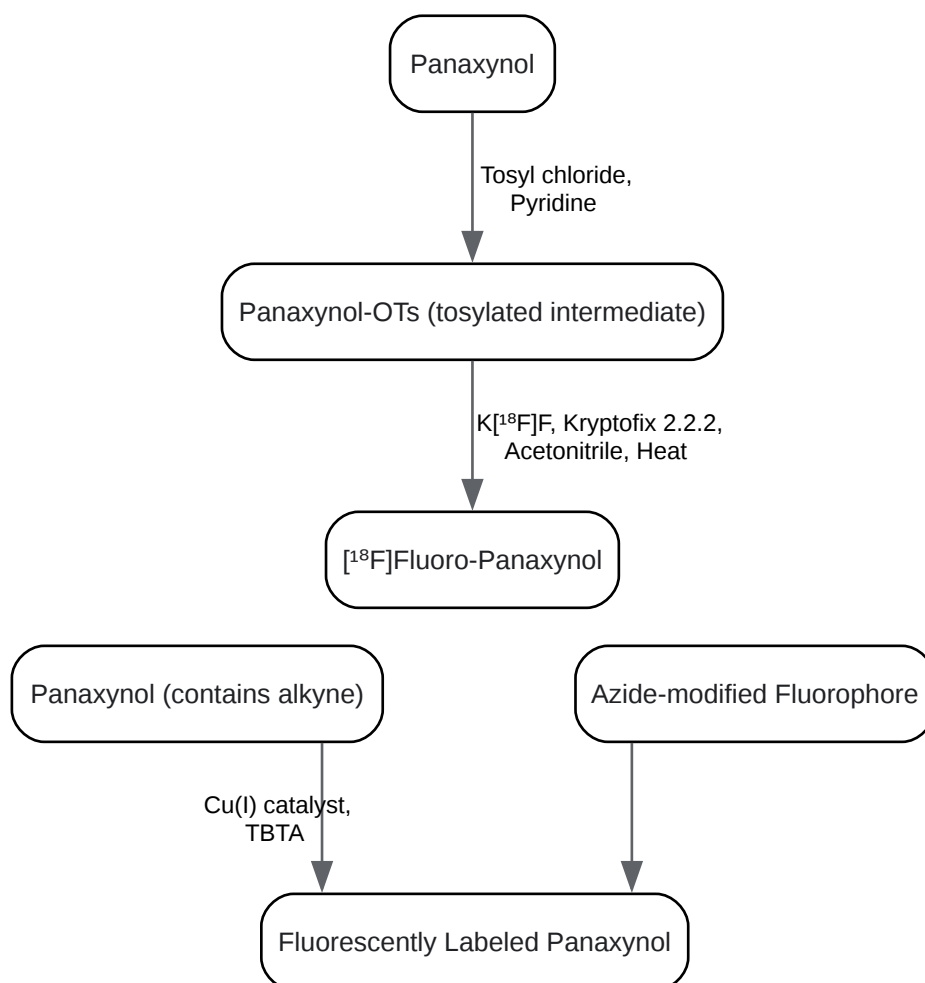 Panaxynol
Tosyl chloride,
Pyridine
Panaxynol-OTs (tosylated intermediate)
K[¹⁸F]F, Kryptofix 2.2.2,
Acetonitrile, Heat
[¹⁸F]Fluoro-Panaxynol
Panaxynol (contains alkyne)
Azide-modified Fluorophore
Cu(I) catalyst,
TBTA
Fluorescently Labeled Panaxynol